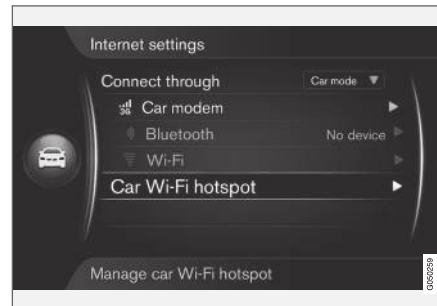 Internet settings
Connect through Car mode
3G Car modem
Bluetooth No device
Wi-Fi
Car Wi-Fi hotspot
Manage car Wi-Fi hotspot
G050259